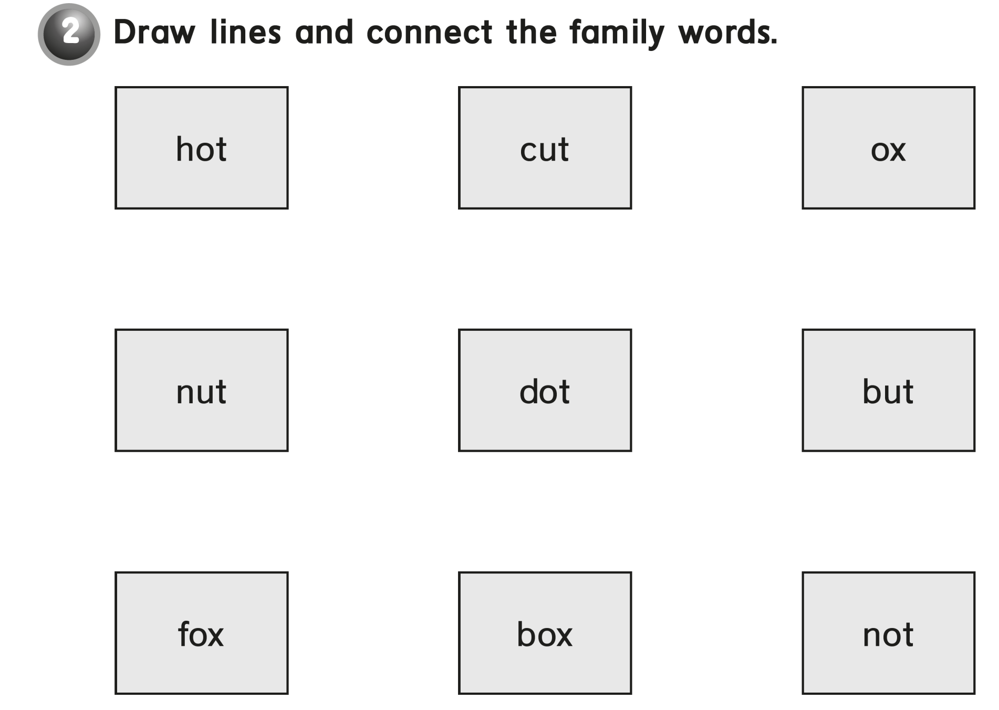 2 Draw lines and connect the family words.
hot cut ox
nut dot but
fox box not